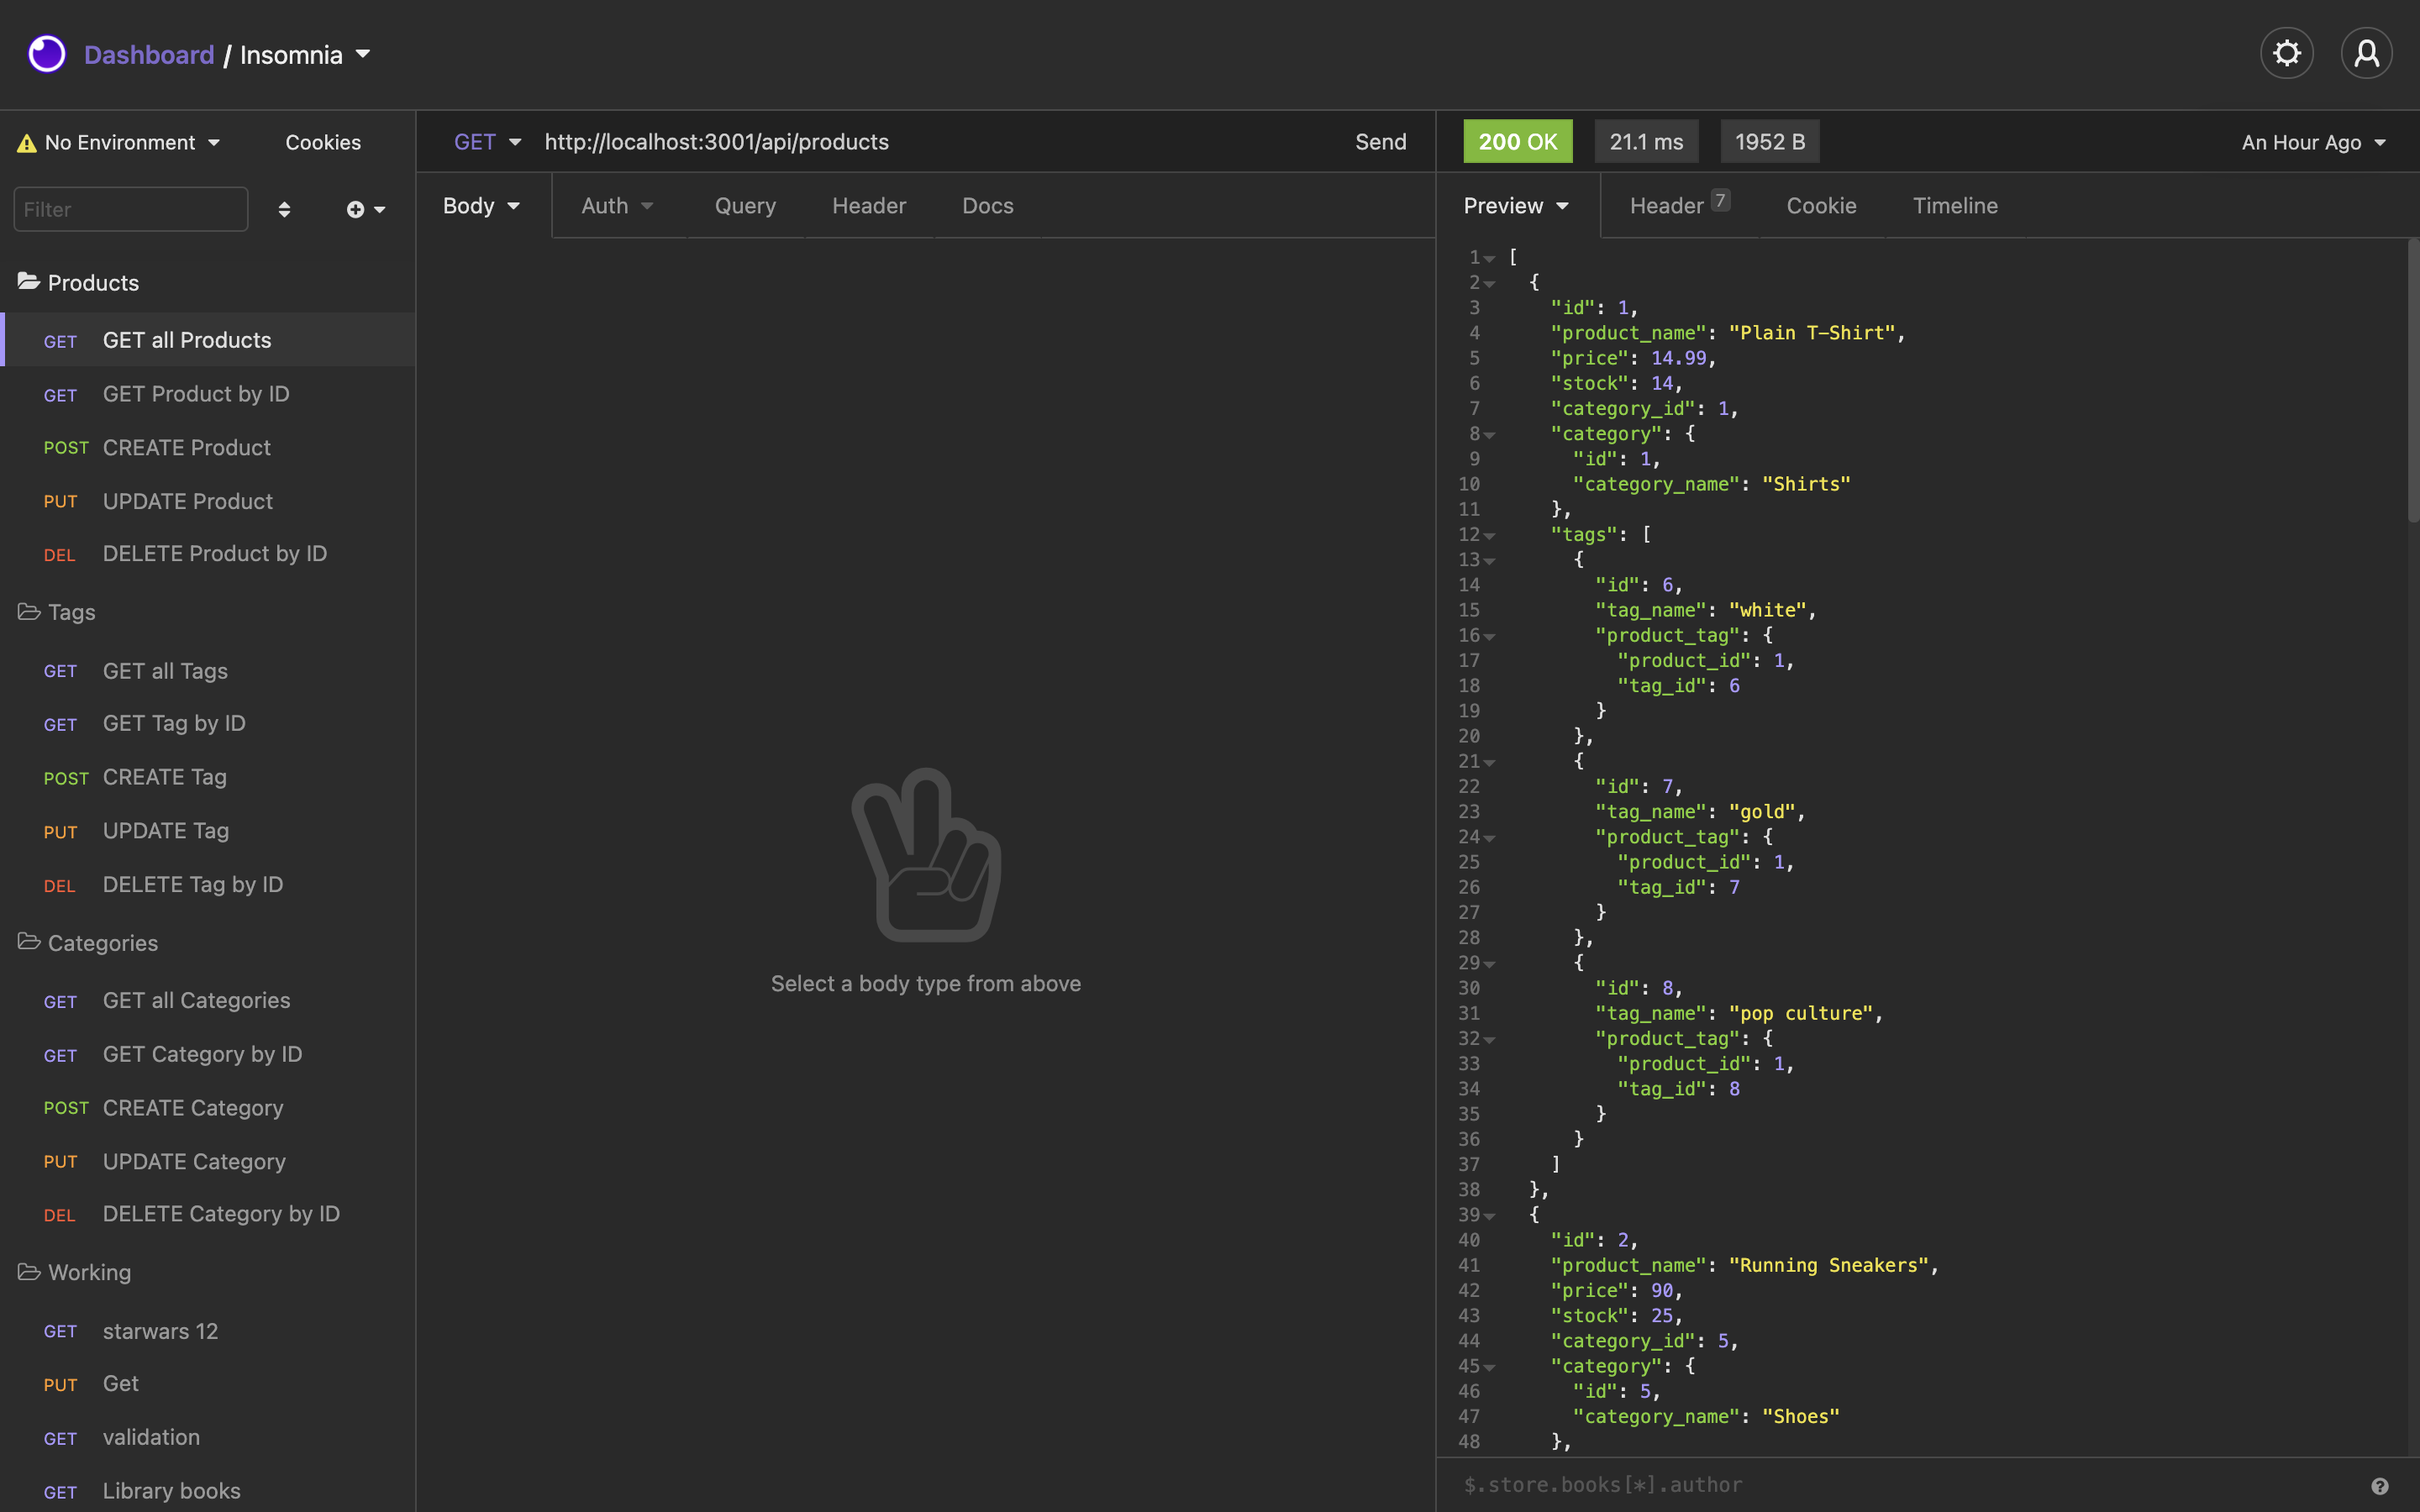 Dashboard / Insomnia
No Environment
Cookies
Filter
Products
GET GET all Products
GET GET Product by ID
POST CREATE Product
PUT UPDATE Product
DEL DELETE Product by ID
Tags
GET GET all Tags
GET GET Tag by ID
POST CREATE Tag
PUT UPDATE Tag
DEL DELETE Tag by ID
Categories
GET GET all Categories
GET GET Category by ID
POST CREATE Category
PUT UPDATE Category
DEL DELETE Category by ID
Working
GET starwars 12
PUT Get
GET validation
GET Library books
GET http://localhost:3001/api/products Send
Body Auth Query Header Docs
Select a body type from above
200 OK 21.1 ms 1952 B An Hour Ago
Preview Header 7 Cookie Timeline
1 [
2 {
3 "id": 1,
4 "product_name": "Plain T-Shirt",
5 "price": 14.99,
6 "stock": 14,
7 "category_id": 1,
8 "category": {
9 "id": 1,
10 "category_name": "Shirts"
11 },
12 "tags": [
13 {
14 "id": 6,
15 "tag_name": "white",
16 "product_tag": {
17 "product_id": 1,
18 "tag_id": 6
19 }
20 },
21 {
22 "id": 7,
23 "tag_name": "gold",
24 "product_tag": {
25 "product_id": 1,
26 "tag_id": 7
27 }
28 },
29 {
30 "id": 8,
31 "tag_name": "pop culture",
32 "product_tag": {
33 "product_id": 1,
34 "tag_id": 8
35 }
36 }
37 ]
38 },
39 {
40 "id": 2,
41 "product_name": "Running Sneakers",
42 "price": 90,
43 "stock": 25,
44 "category_id": 5,
45 "category": {
46 "id": 5,
47 "category_name": "Shoes"
48 },
$.store.books[*].author